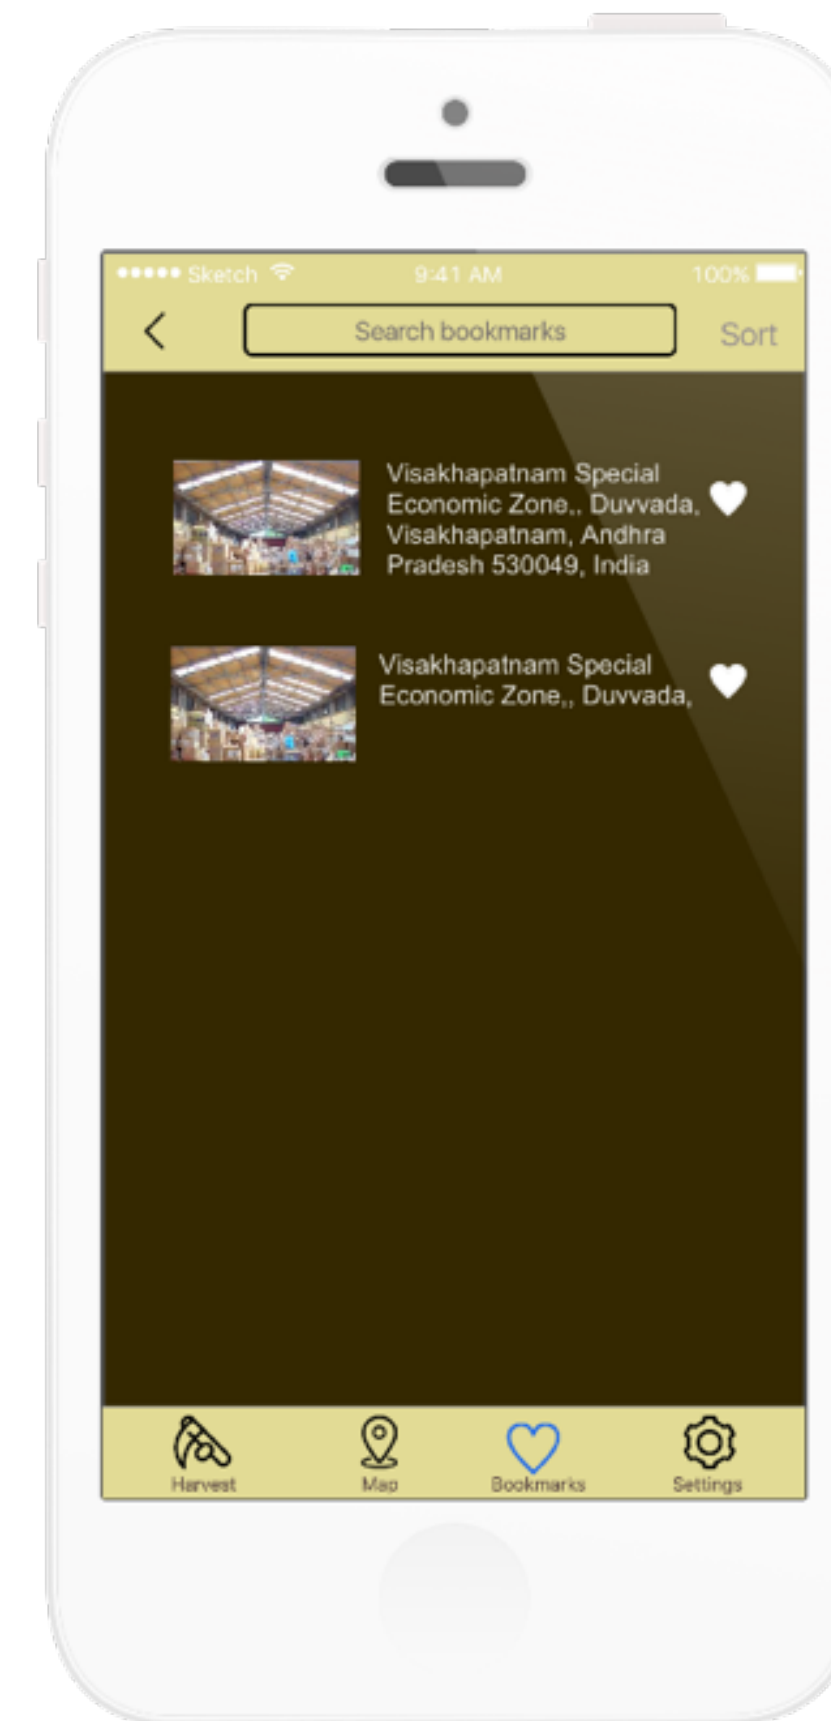 Sketch 9:41 AM 100%
Search bookmarks Sort
Visakhapatnam Special
Economic Zone,, Duvvada,
Visakhapatnam, Andhra
Pradesh 530049, India
Visakhapatnam Special
Economic Zone,, Duvvada,
Harvest Map Bookmarks Settings